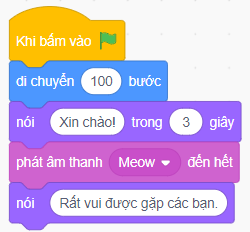 Khi bấm vào
di chuyển 100 bước
nói Xin chào! trong 3 giây
phát âm thanh Meow đến hết
nói Rất vui được gặp các bạn.